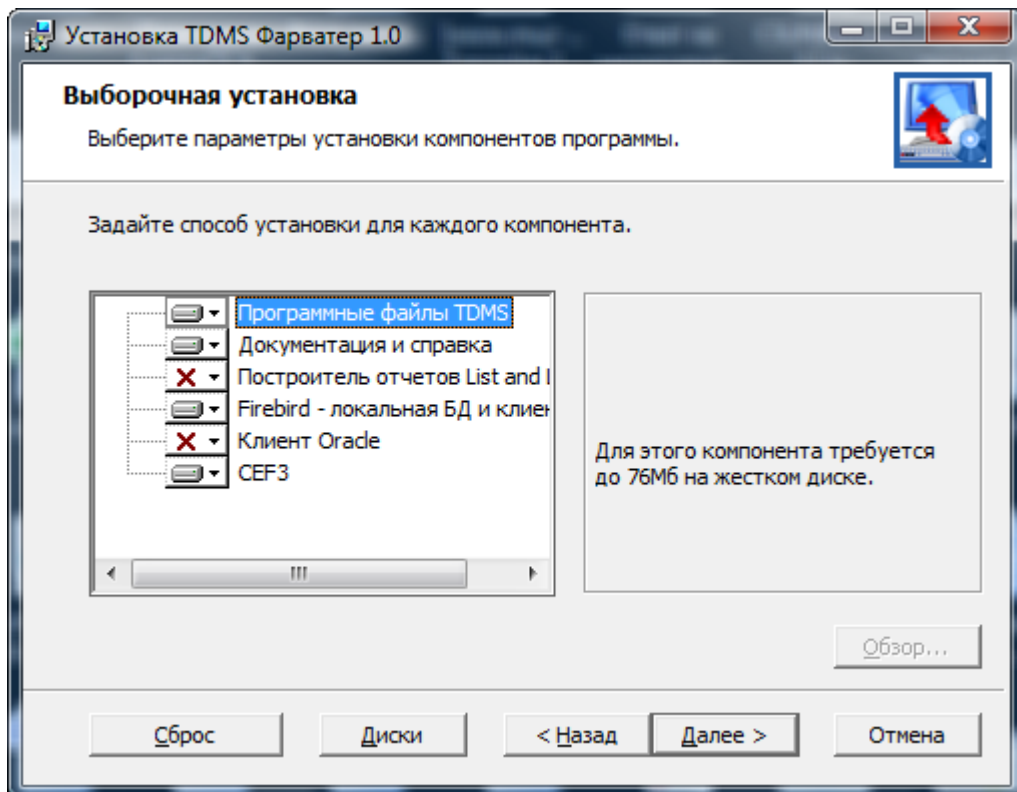 Установка TDMS Фарватер 1.0
Выборочная установка
Выберите параметры установки компонентов программы.
Задайте способ установки для каждого компонента.
Программные файлы TDMS
Документация и справка
Построитель отчетов List and
Firebird - локальная БД и клиен
Клиент Oracle
CEF3
Для этого компонента требуется
до 76Мб на жестком диске.
Обзор...
Сброс
Диски
< Назад
Далее >
Отмена